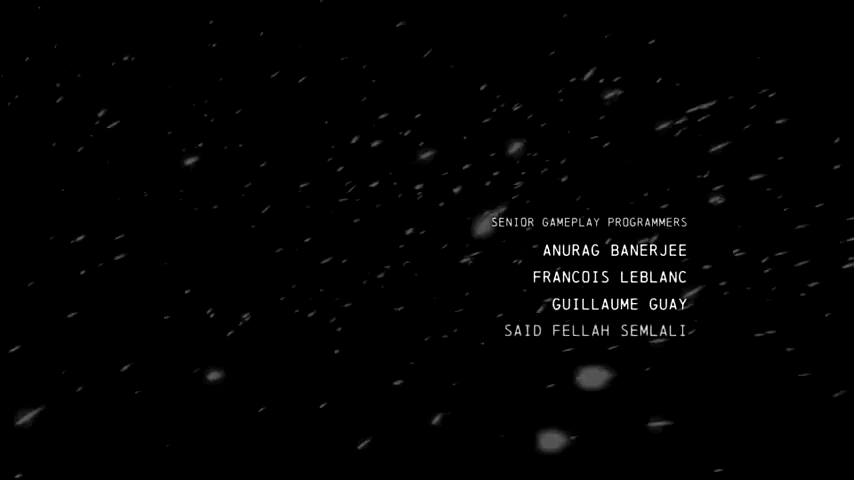 SENIOR GAMEPLAY PROGRAMMERS
ANURAG BANERJEE
FRANCOIS LEBLANC
GUILLAUME GUAY
SAID FELLAH SEMLALI